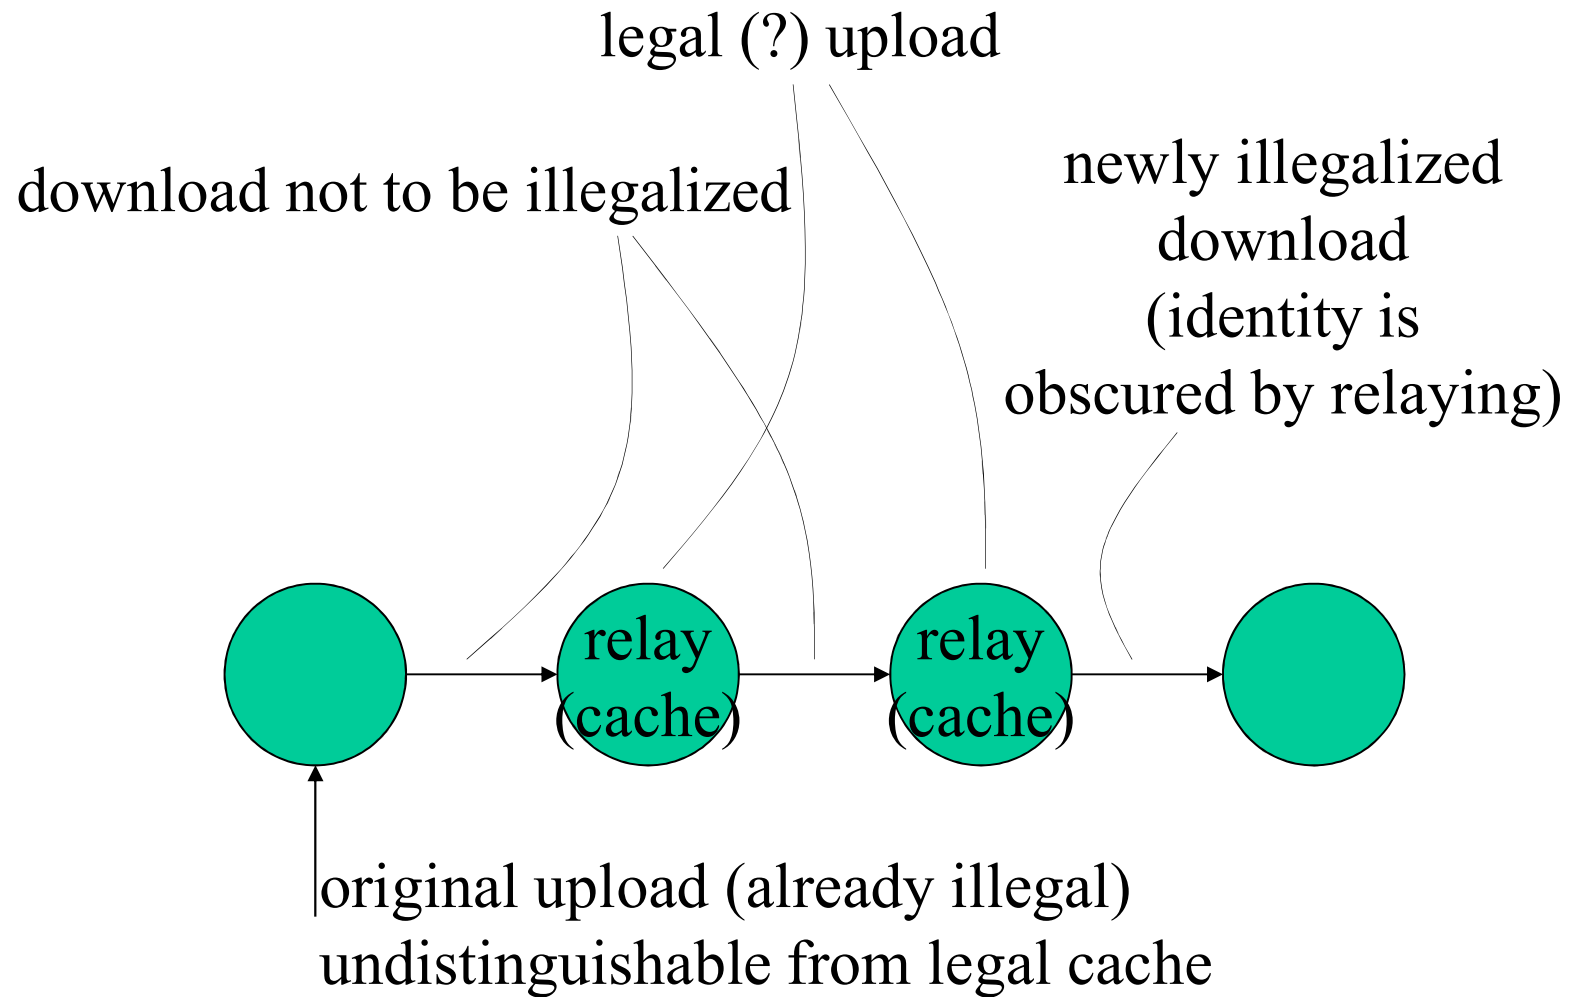 legal (?) upload
download not to be illegalized
newly illegalized
download
(identity is
obscured by relaying)
relay
(cache)
relay
(cache)
original upload (already illegal)
undistinguishable from legal cache